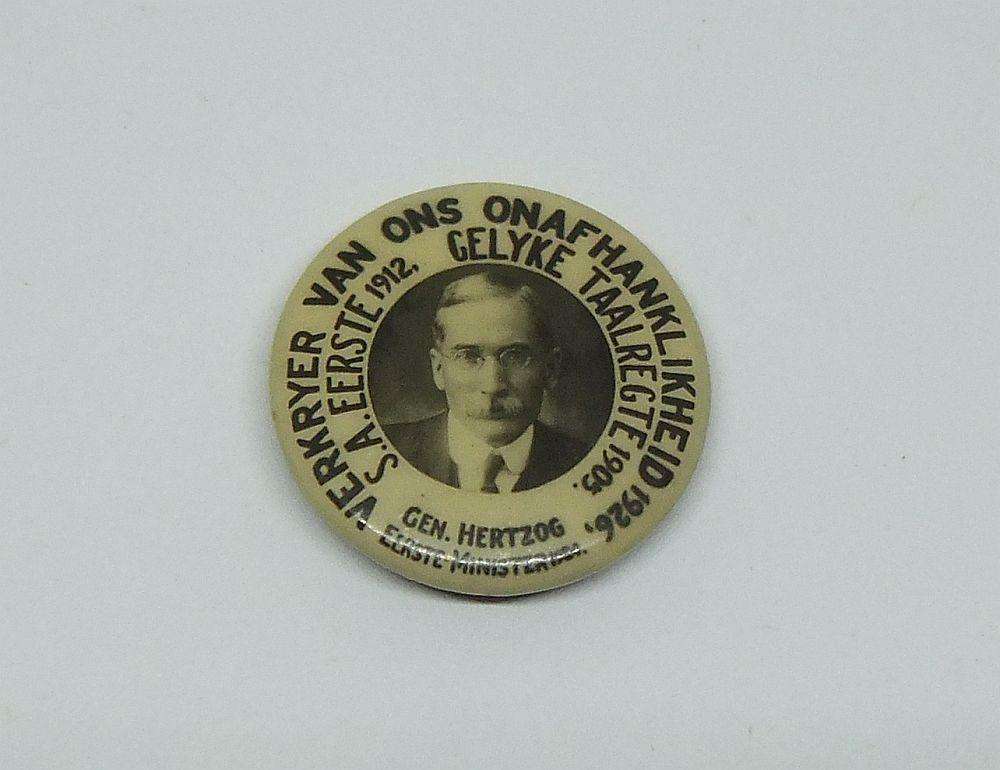 VERKRYER VAN ONS ONAFHANKLIKHEID 1926,
S.A. EERSTE 1912, GELYKE TAALREGTE 1905.
GEN. HERTZOG
EERSTE MINISTER